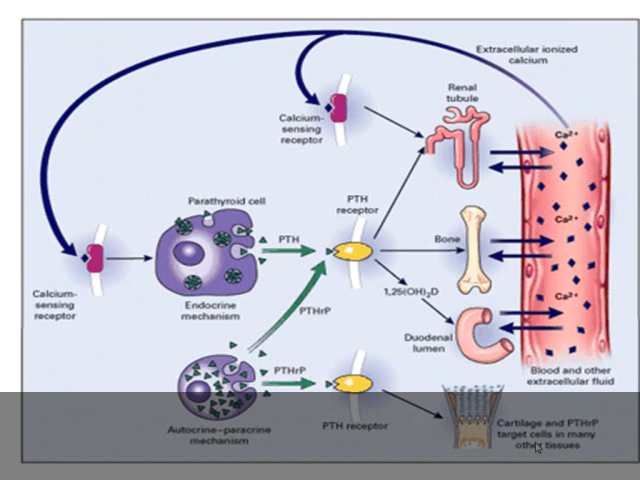 Extracellular ionized
calcium
Renal
tubule
Calcium-
sensing
receptor
Ca2+
Parathyroid cell
PTH
receptor
PTH
Bone
Ca2+
Calcium-
sensing
receptor
Endocrine
mechanism
PTHrP
1,25(OH)2D
Ca2+
Duodenal
lumen
Blood and other
extracellular fluid
PTHrP
Autocrine–paracrine
mechanism
PTH receptor
Cartilage and PTHrP
target cells in many
other tissues